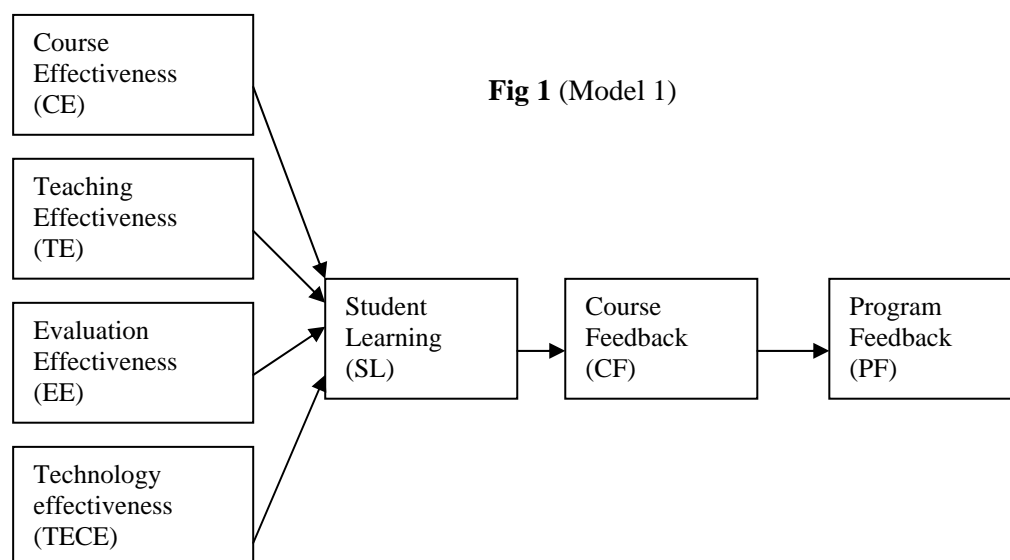 Course
Effectiveness
(CE)
Fig 1 (Model 1)
Teaching
Effectiveness
(TE)
Evaluation
Effectiveness
(EE)
Technology
effectiveness
(TECE)
Student
Learning
(SL)
Course
Feedback
(CF)
Program
Feedback
(PF)